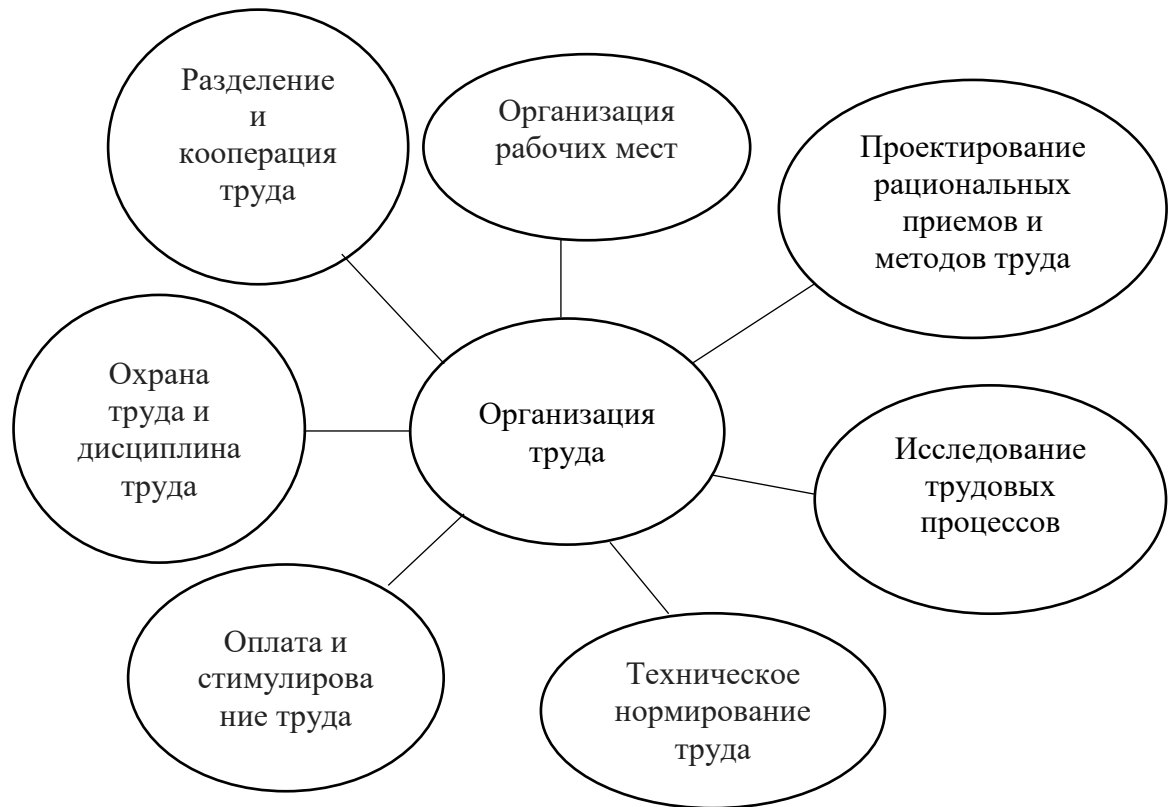 Разделение
и
кооперация
труда
Организация
рабочих мест
Проектирование
рациональных
приемов и
методов труда
Охрана
труда и
дисциплина
труда
Организация
труда
Исследование
трудовых
процессов
Оплата и
стимулирова
ние труда
Техническое
нормирование
труда